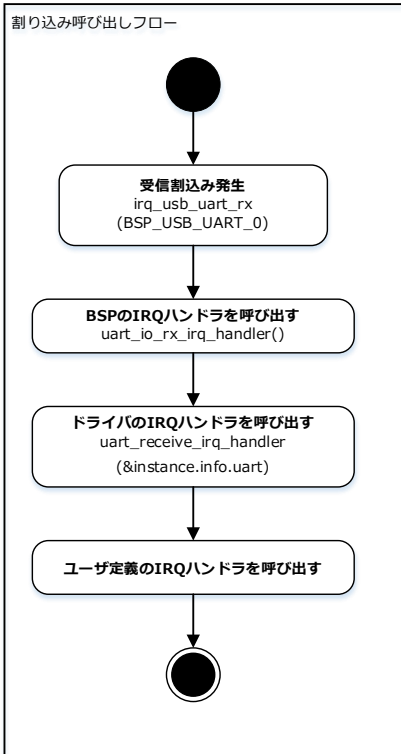 割り込み呼び出しフロー
受信割込み発生
irq_usb_uart_rx
(BSP_USB_UART_0)
BSPのIRQハンドラを呼び出す
uart_io_rx_irq_handler()
ドライバのIRQハンドラを呼び出す
uart_receive_irq_handler
(&instance.info.uart)
ユーザ定義のIRQハンドラを呼び出す